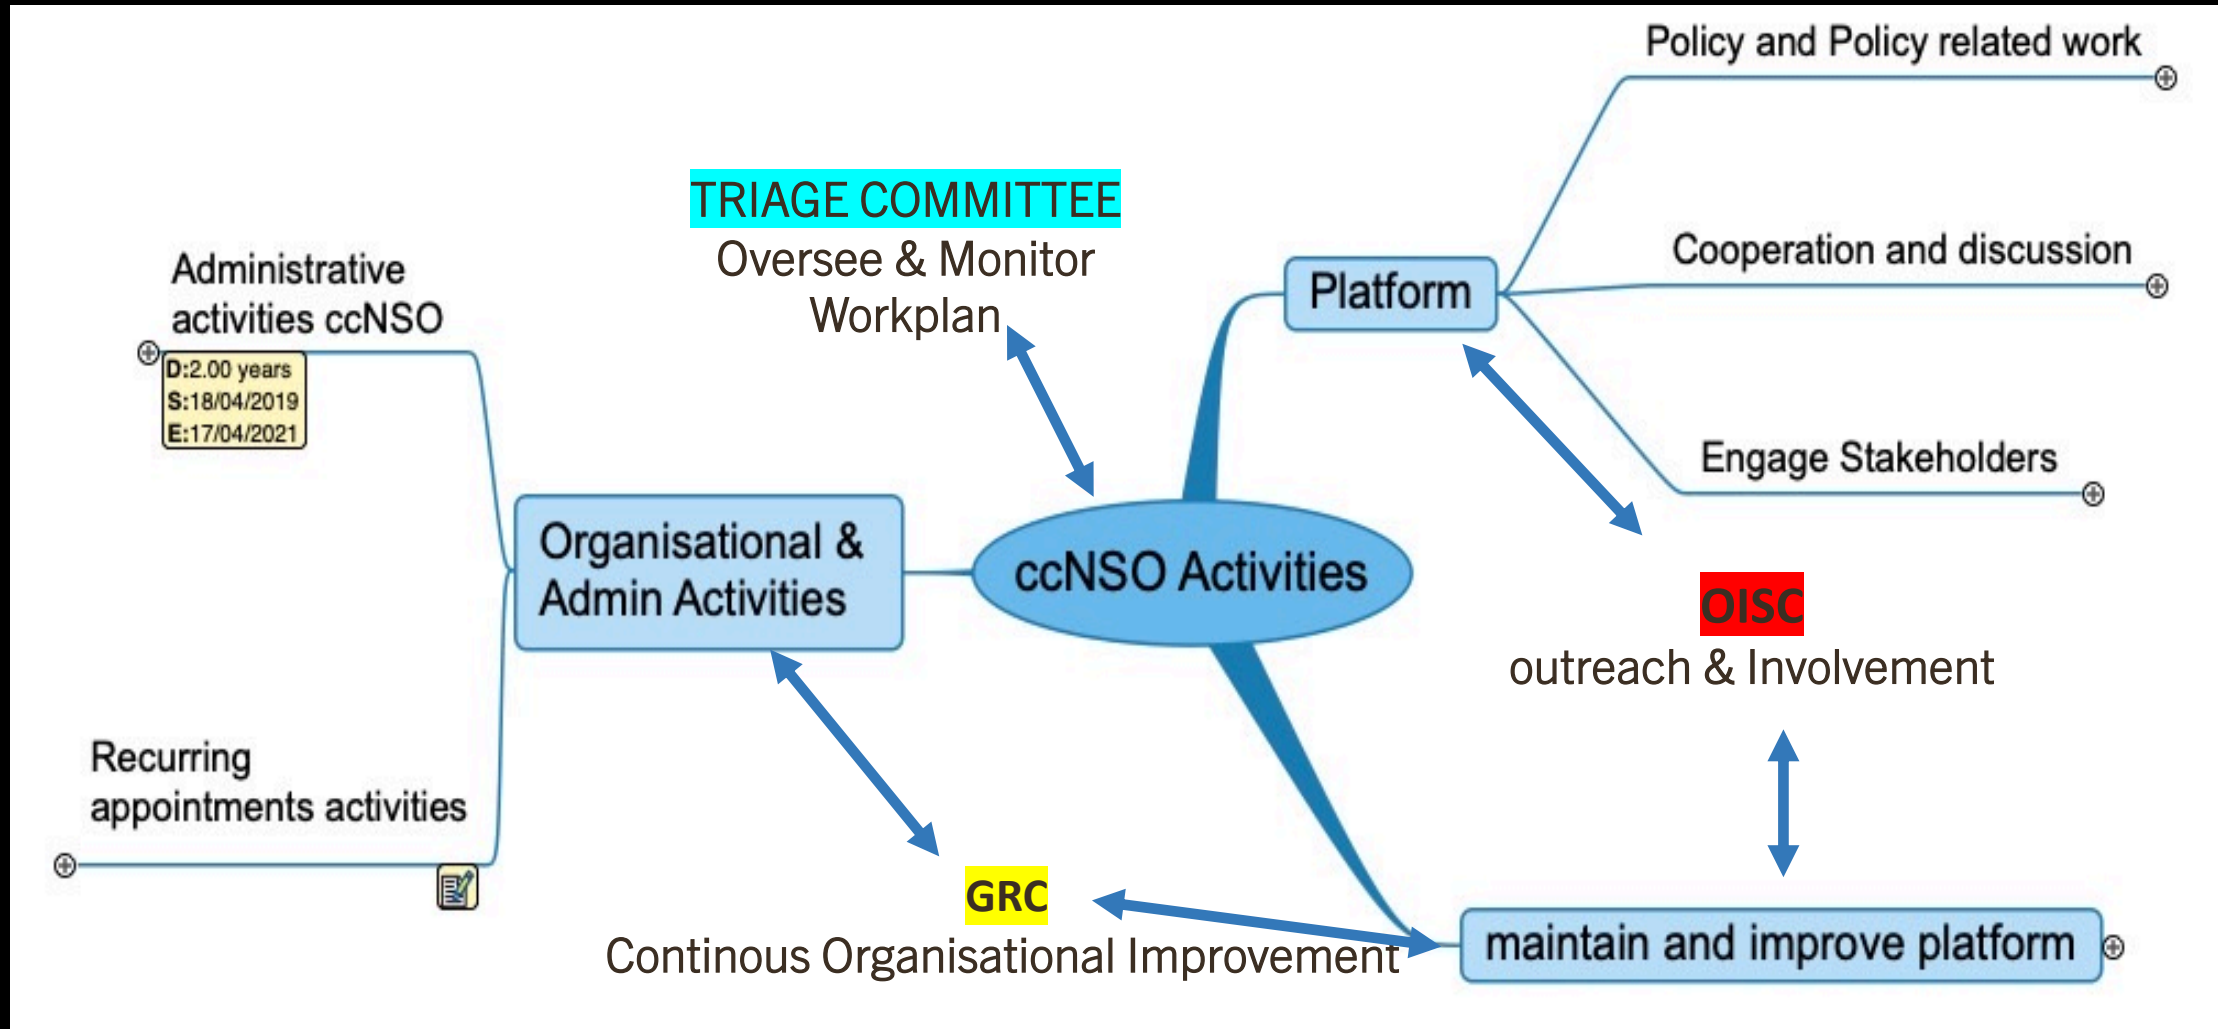 Policy and Policy related work
TRIAGE COMMITTEE
Oversee & Monitor
Workplan
Administrative
activities ccNSO
D:2.00 years
S:18/04/2019
E:17/04/2021
Platform
Cooperation and discussion
Engage Stakeholders
Organisational &
Admin Activities
ccNSO Activities
OISC
outreach & Involvement
Recurring
appointments activities
GRC
Continous Organisational Improvement
maintain and improve platform